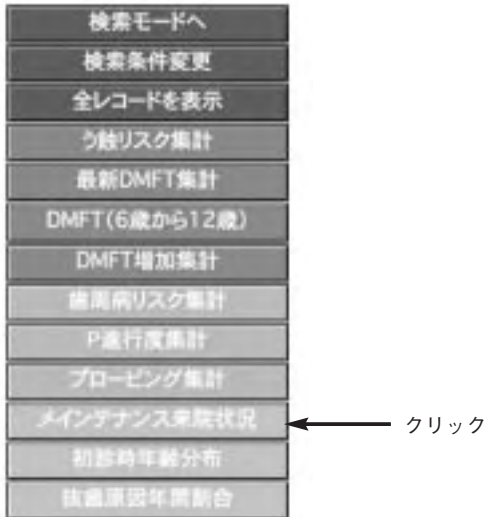 検索モードへ
検索条件変更
全レコードを表示
う蝕リスク集計
最新DMFT集計
DMFT(6歳から12歳)
DMFT増加集計
歯周病リスク集計
P進行度集計
プロービング集計
メインテナンス来院状況
クリック
初診時年齢分布
抜歯原因年間割合